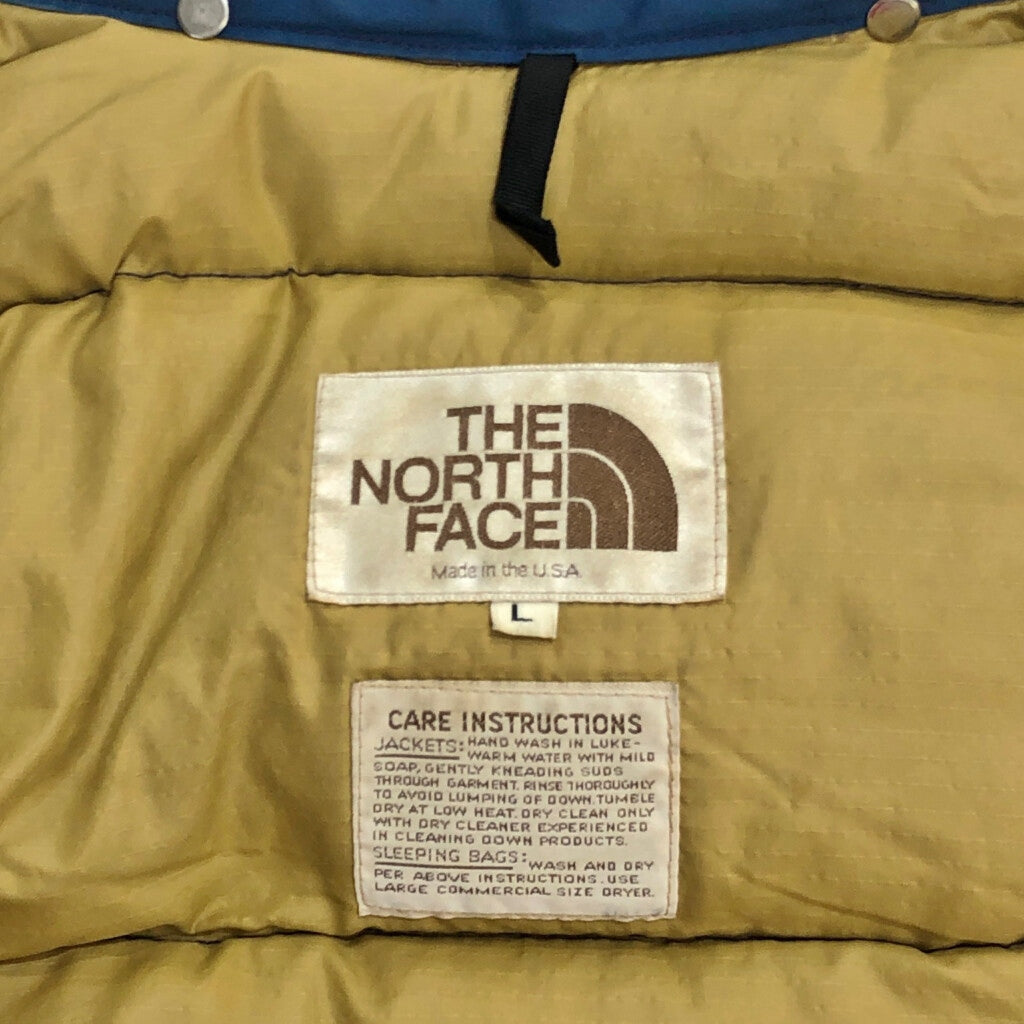 THE
NORTH
FACE
Made in the U.S.A.
L
CARE INSTRUCTIONS
JACKETS: HAND WASH IN LUKE-
WARM WATER WITH MILD
SOAP, GENTLY KNEADING SUDS
THROUGH GARMENT. RINSE THOROUGHLY
TO AVOID LUMPING OF DOWN. TUMBLE
DRY AT LOW HEAT. DRY CLEAN ONLY
WITH DRY CLEANER EXPERIENCED
IN CLEANING DOWN PRODUCTS.
SLEEPING BAGS: WASH AND DRY
PER ABOVE INSTRUCTIONS. USE
LARGE COMMERCIAL SIZE DRYER.